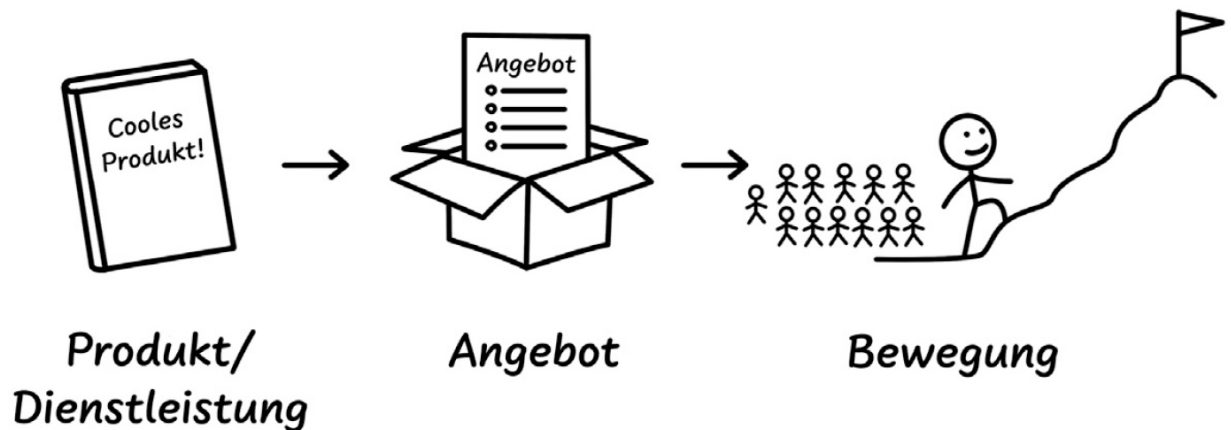 Cooles
Produkt!
Angebot
Produkt/
Dienstleistung
Angebot
Bewegung